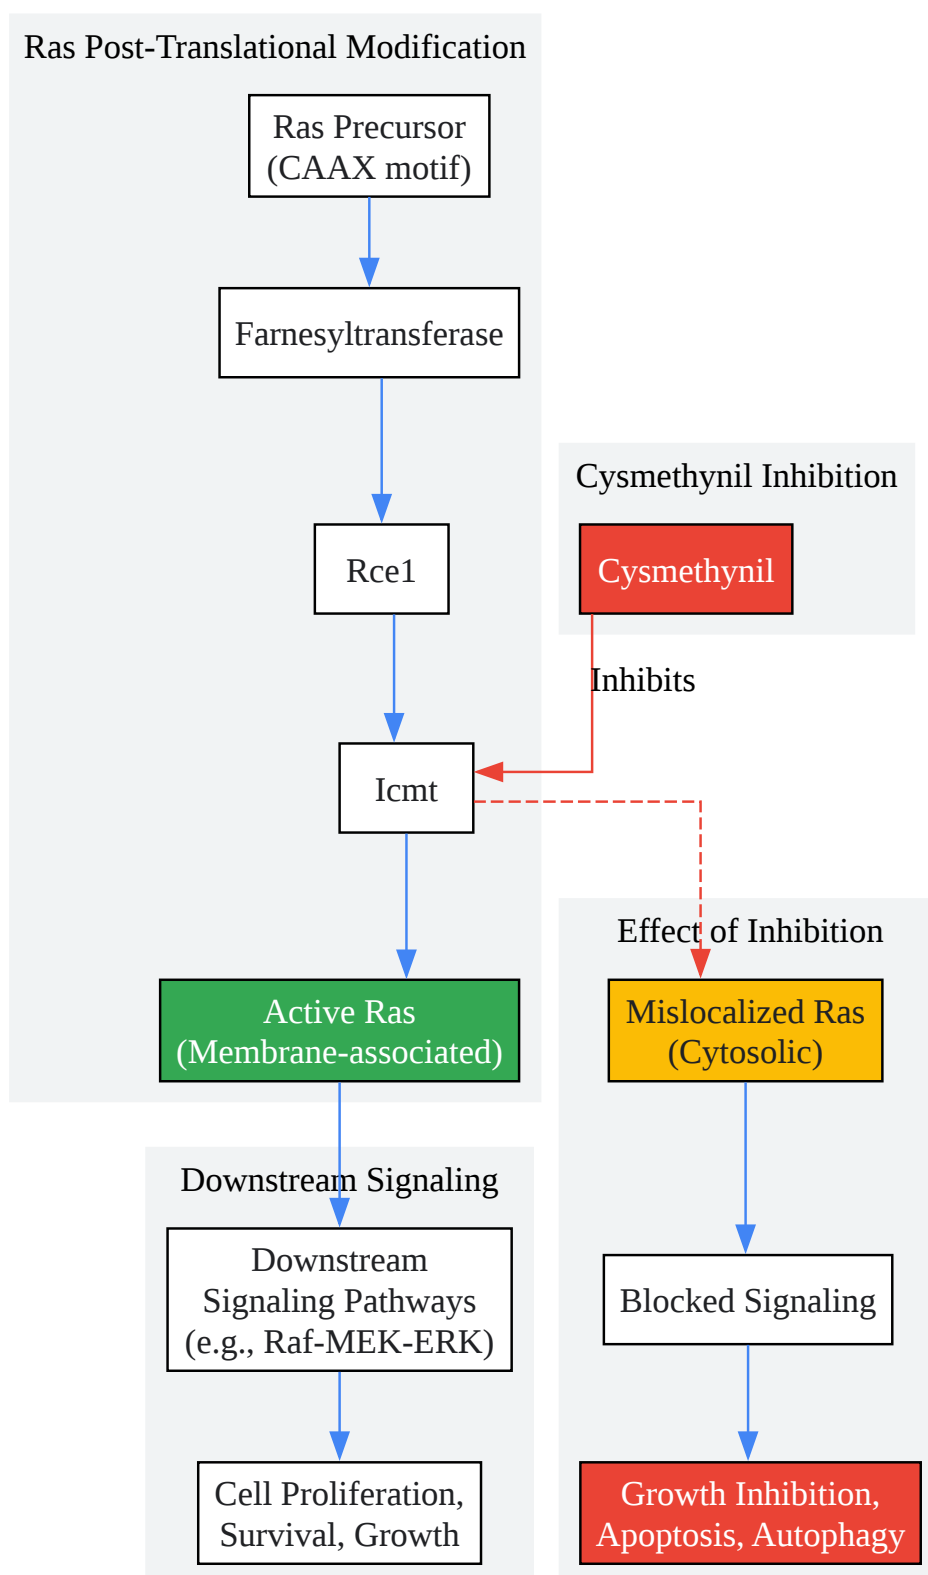 Ras Post-Translational Modification
Ras Precursor
(CAAX motif)
Farnesyltransferase
Cysmethynil Inhibition
Rce1
Cysmethynil
Inhibits
Icmt
Effect of Inhibition
Active Ras
(Membrane-associated)
Mislocalized Ras
(Cytosolic)
Downstream Signaling
Downstream
Signaling Pathways
(e.g., Raf-MEK-ERK)
Blocked Signaling
Cell Proliferation,
Survival, Growth
Growth Inhibition,
Apoptosis, Autophagy